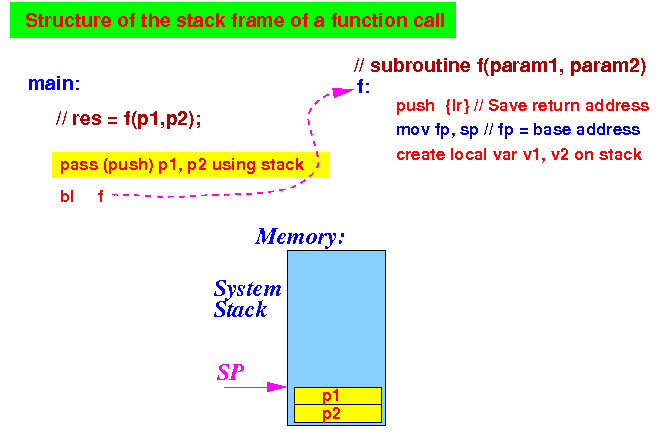 Structure of the stack frame of a function call
main:
// res = f(p1,p2);
pass (push) p1, p2 using stack
bl f
// subroutine f(param1, param2)
f:
push {lr} // Save return address
mov fp, sp // fp = base address
create local var v1, v2 on stack
Memory:
System
Stack
SP
p1
p2